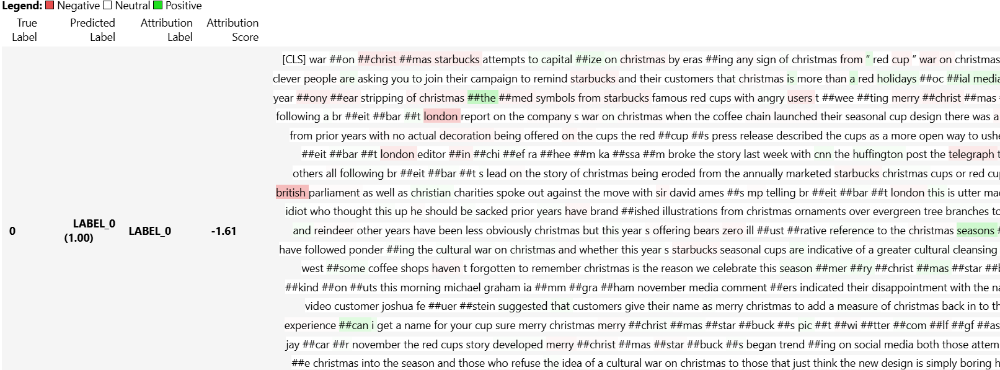 Legend: Negative Neutral Positive
True Label Predicted Label Attribution Label Attribution Score
[CLS] war ##on ##christ ##mas starbucks attempts to capital ##ize on christmas by eras ##ing any sign of christmas from " red cup " war on christmas
clever people are asking you to join their campaign to remind starbucks and their customers that christmas is more than a red holidays ##oc ##ial media
year ##ony ##ear stripping of christmas ##the ##med symbols from starbucks famous red cups with angry users t ##wee ##ting merry ##christ ##mas
following a br ##eit ##bar ##t london report on the company s war on christmas when the coffee chain launched their seasonal cup design there was a
from prior years with no actual decoration being offered on the cups the red ##cup ##s press release described the cups as a more open way to
##eit ##bar ##t london editor ##in ##chi ##ef ra ##hee ##m ka ##ssa ##m broke the story last week with cnn the huffington post the telegraph
others all following br ##eit ##bar ##t s lead on the story of christmas being eroded from the annually marketed starbucks christmas cups or red
british parliament as well as christian charities spoke out against the move with sir david ames ##s mp telling br ##eit ##bar ##t london this is utter
idiot who thought this up he should be sacked prior years have brand ##ished illustrations from christmas ornaments over evergreen tree branches to
0 LABEL_0 (1.00) LABEL_0 -1.61
and reindeer other years have been less obviously christmas but this year s offering bears zero ill ##ust ##rative reference to the christmas seasons
have followed ponder ##ing the cultural war on christmas and whether this year s starbucks seasonal cups are indicative of a greater cultural cleansing
west ##some coffee shops haven t forgotten to remember christmas is the reason we celebrate this season ##mer ##ry ##christ ##mas ##star
##kind ##on ##uts this morning michael graham ia ##mm ##gra ##ham november media comment ##ers indicated their disappointment with the
video customer joshua fe ##uer ##stein suggested that customers give their name as merry christmas to add a measure of christmas back in to
experience ##can i get a name for your cup sure merry christmas merry ##christ ##mas ##star ##buck ##s pic ##t ##wi ##tter ##com ##lf ##gf ##as
jay ##car ##r november the red cups story developed merry ##christ ##mas ##star ##buck ##s began trend ##ing on social media both those
##e christmas into the season and those who refuse the idea of a cultural war on christmas to those that just think the new design is simply boring